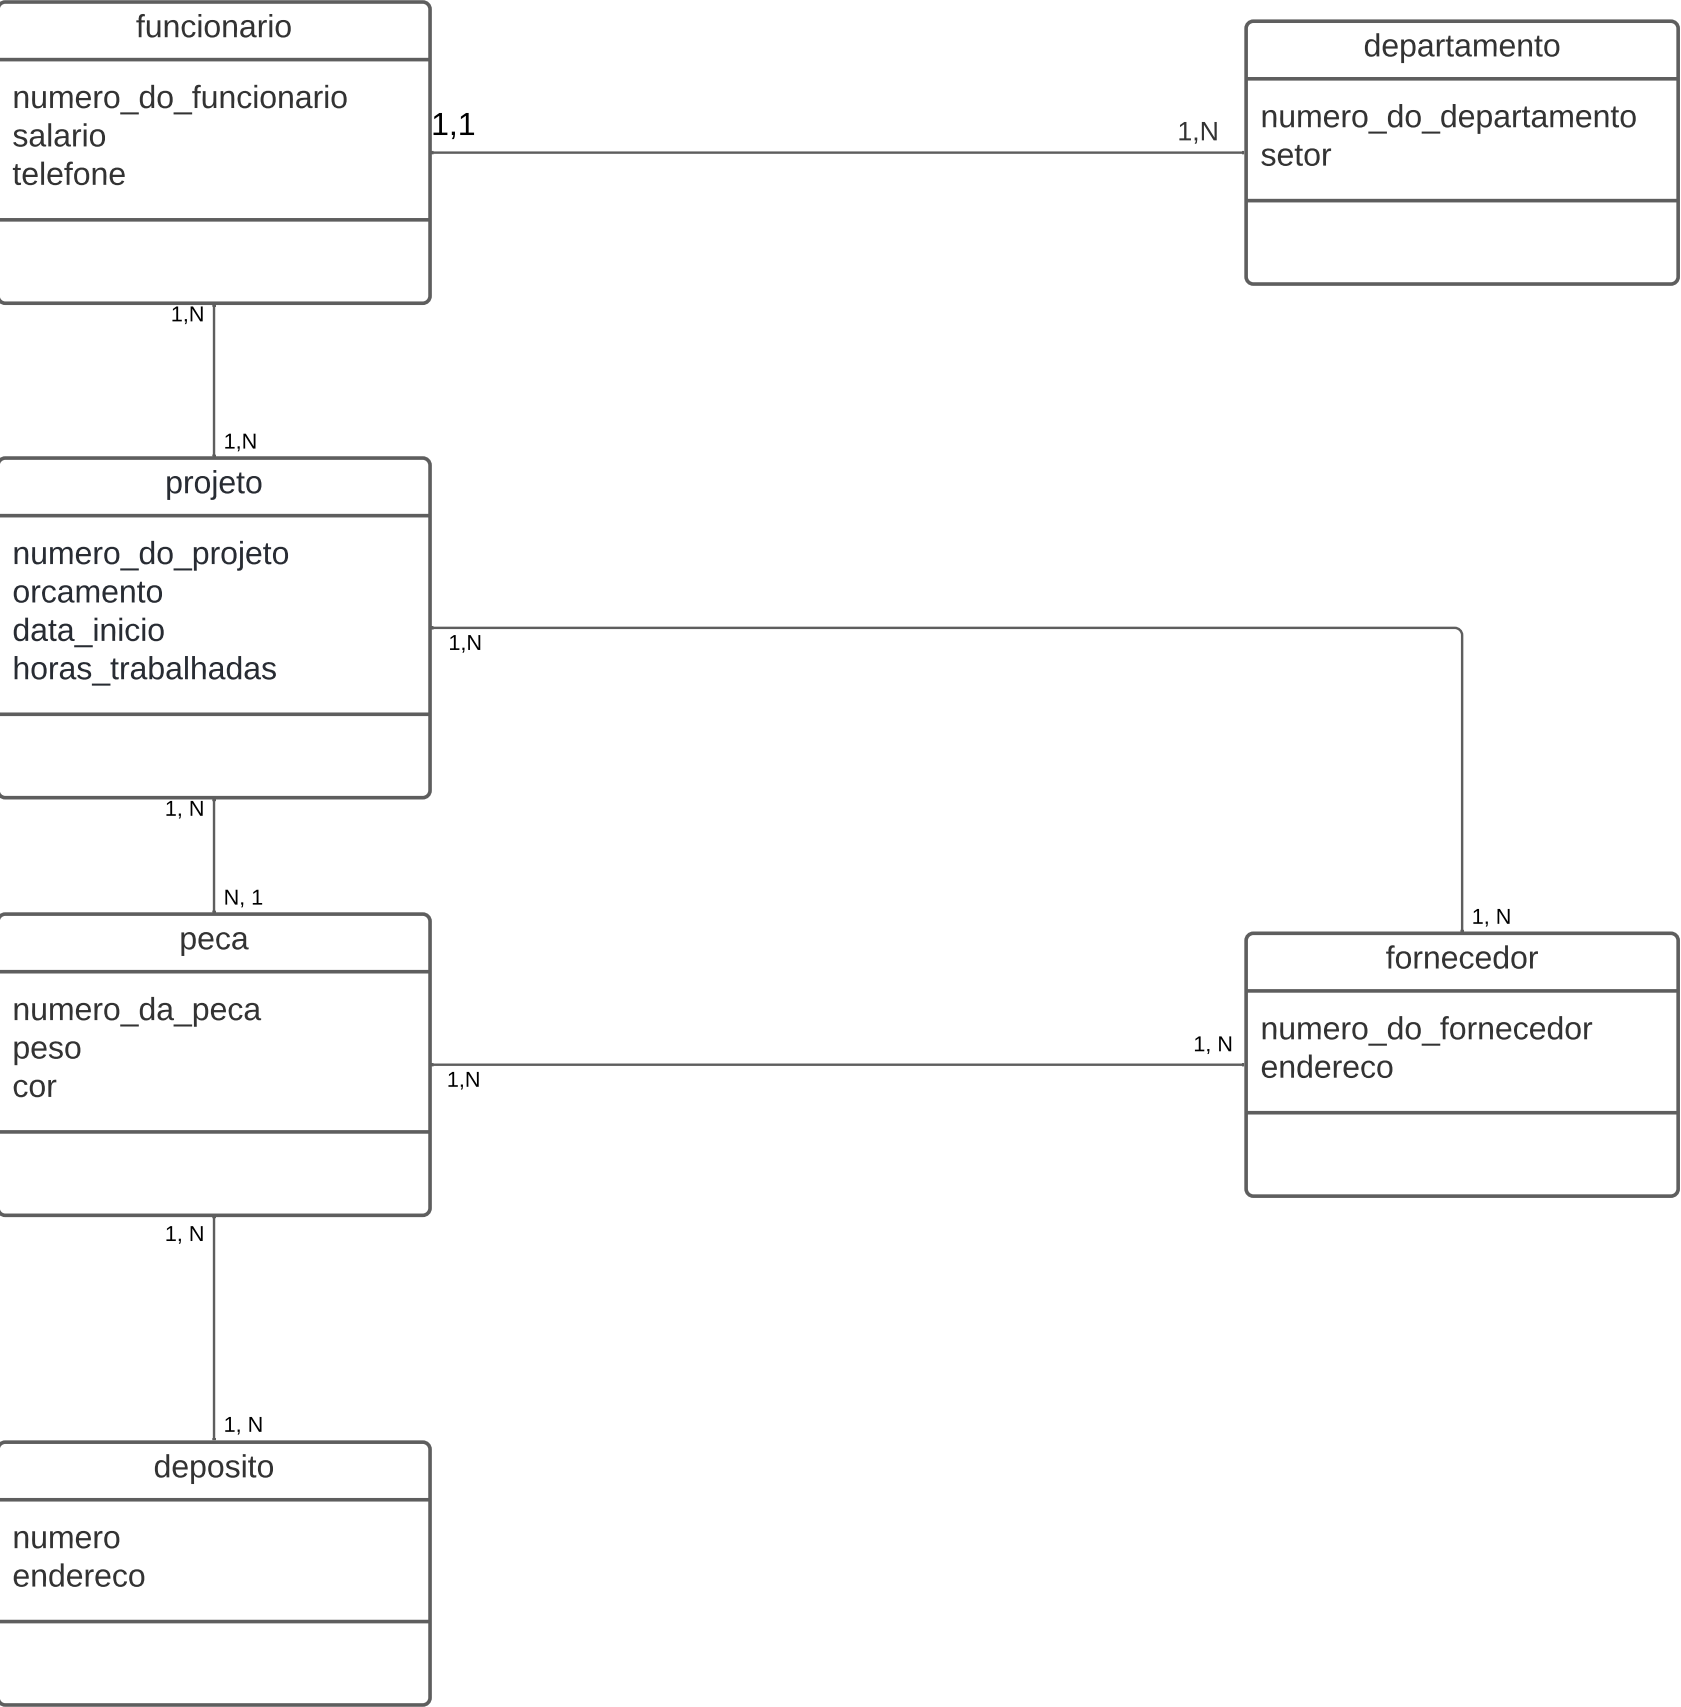 funcionario
numero_do_funcionario
salario
telefone
1,1
1,N
departamento
numero_do_departamento
setor
1,N
1,N
projeto
numero_do_projeto
orcamento
data_inicio
horas_trabalhadas
1,N
1, N
1, N
N, 1
peca
numero_da_peca
peso
cor
1,N
1, N
fornecedor
numero_do_fornecedor
endereco
1, N
1, N
deposito
numero
endereco